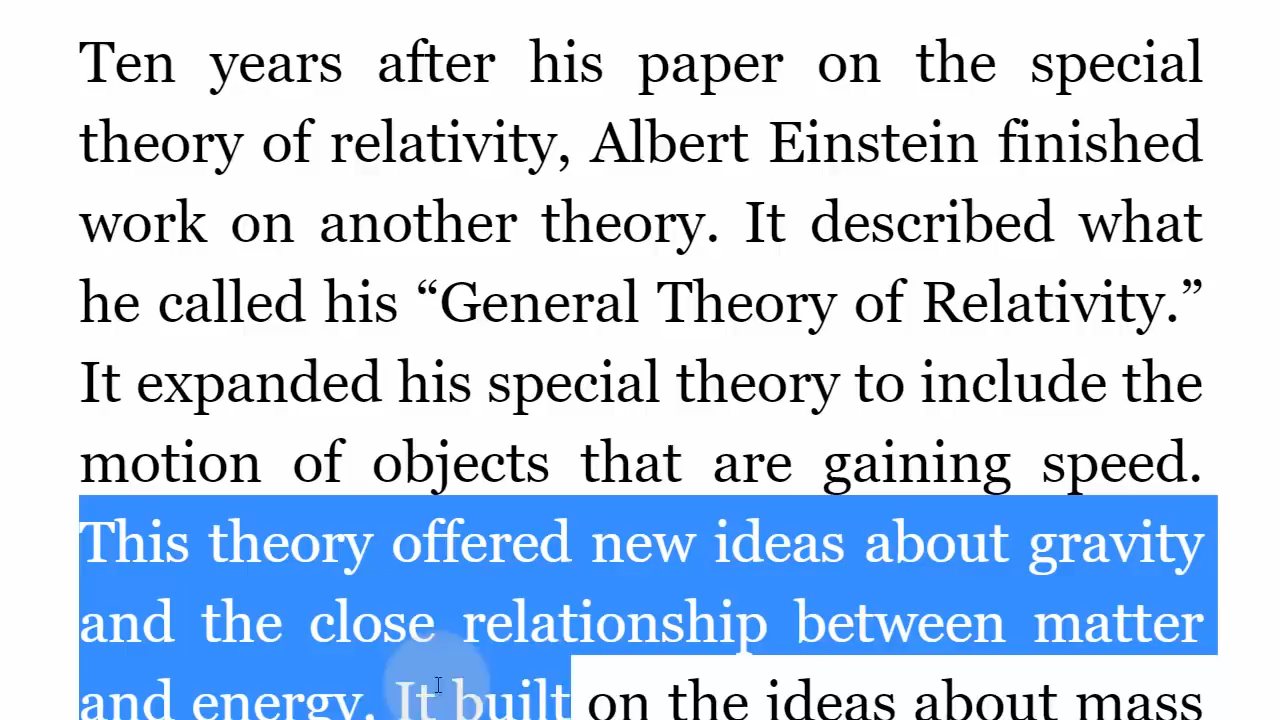 Ten years after his paper on the special
theory of relativity, Albert Einstein finished
work on another theory. It described what
he called his “General Theory of Relativity.”
It expanded his special theory to include the
motion of objects that are gaining speed.
This theory offered new ideas about gravity
and the close relationship between matter
and energy. It built on the ideas about mass